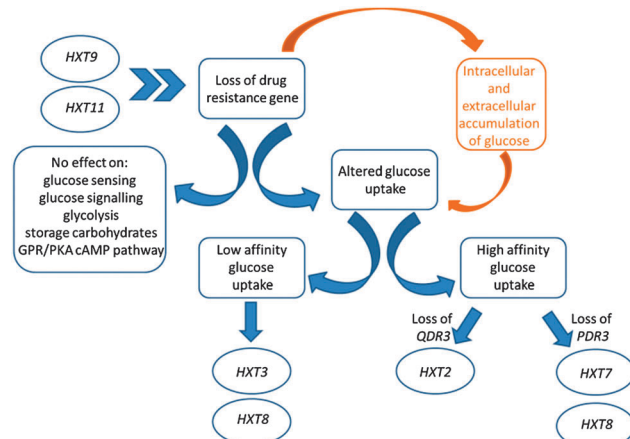 HXT9
HXT11
Loss of drug
resistance gene
Intracellular
and
extracellular
accumulation
of glucose
No effect on:
glucose sensing
glucose signalling
glycolysis
storage carbohydrates
GPR/PKA cAMP pathway
Altered glucose
uptake
Low affinity
glucose
uptake
High affinity
glucose
uptake
Loss of
QDR3
Loss of
PDR3
HXT3
HXT8
HXT2
HXT7
HXT8